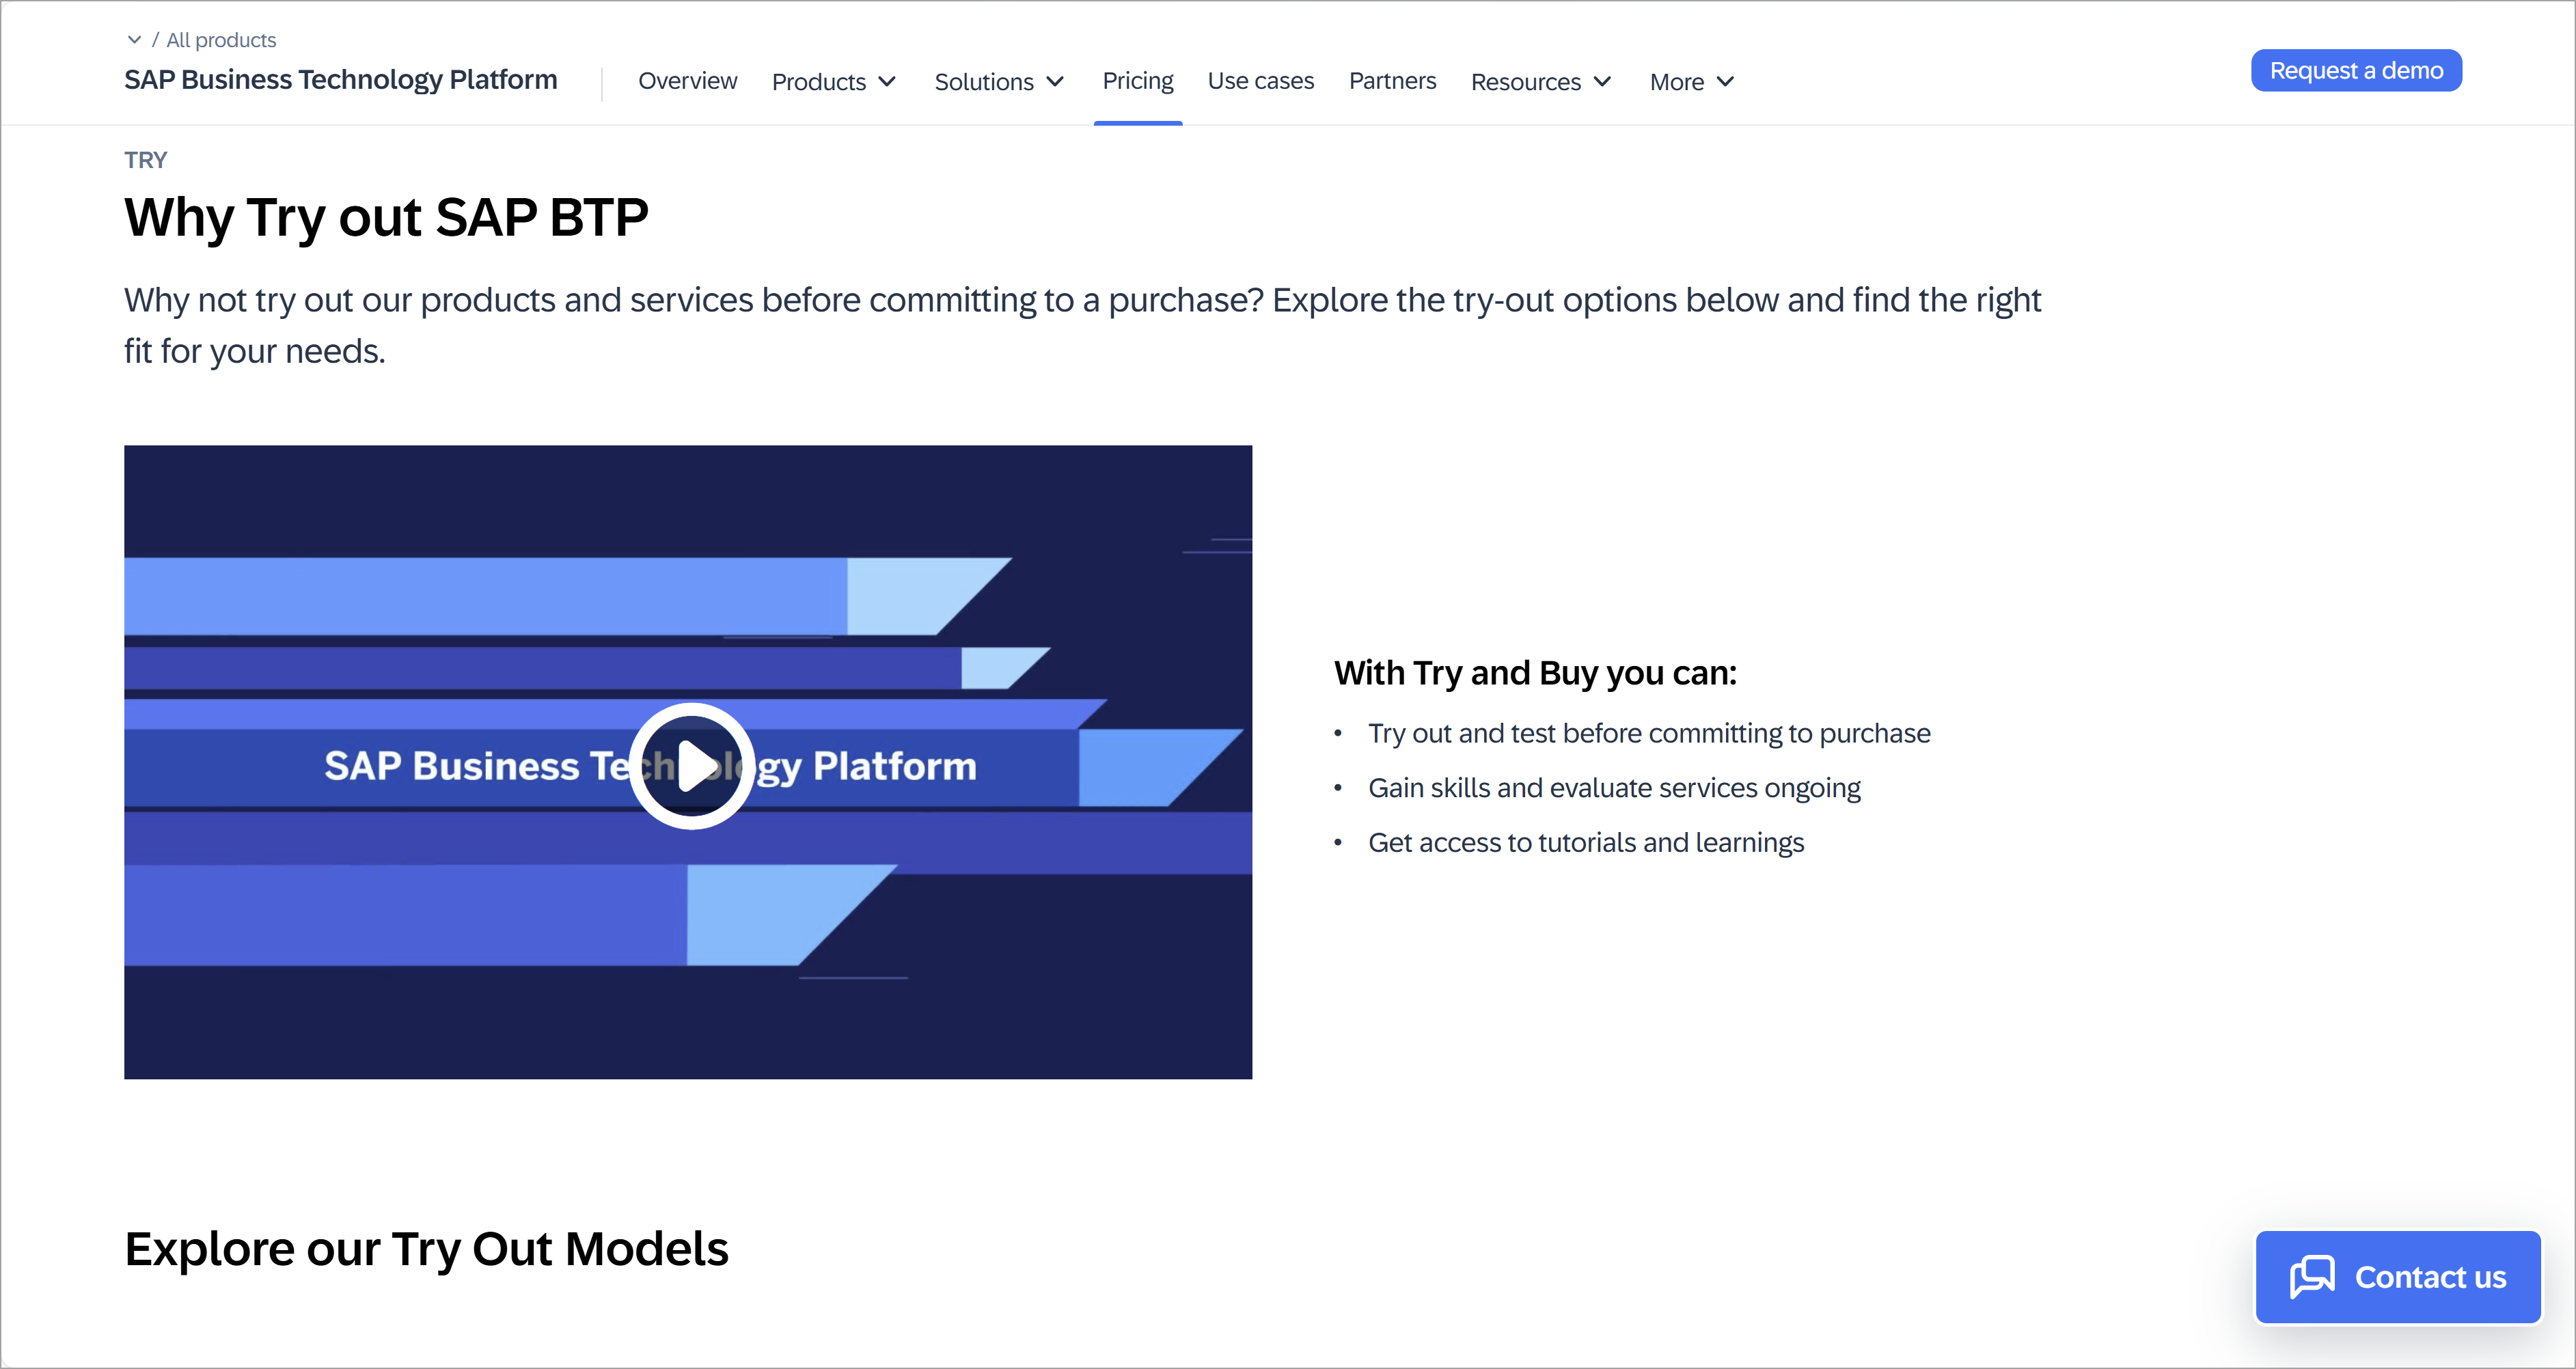 / All products
SAP Business Technology Platform
Overview
Products
Solutions
Pricing
Use cases
Partners
Resources
More
Request a demo
TRY
Why Try out SAP BTP
Why not try out our products and services before committing to a purchase? Explore the try-out options below and find the right
fit for your needs.
SAP Business Technology Platform
With Try and Buy you can:
• Try out and test before committing to purchase
• Gain skills and evaluate services ongoing
• Get access to tutorials and learnings
Explore our Try Out Models
Contact us